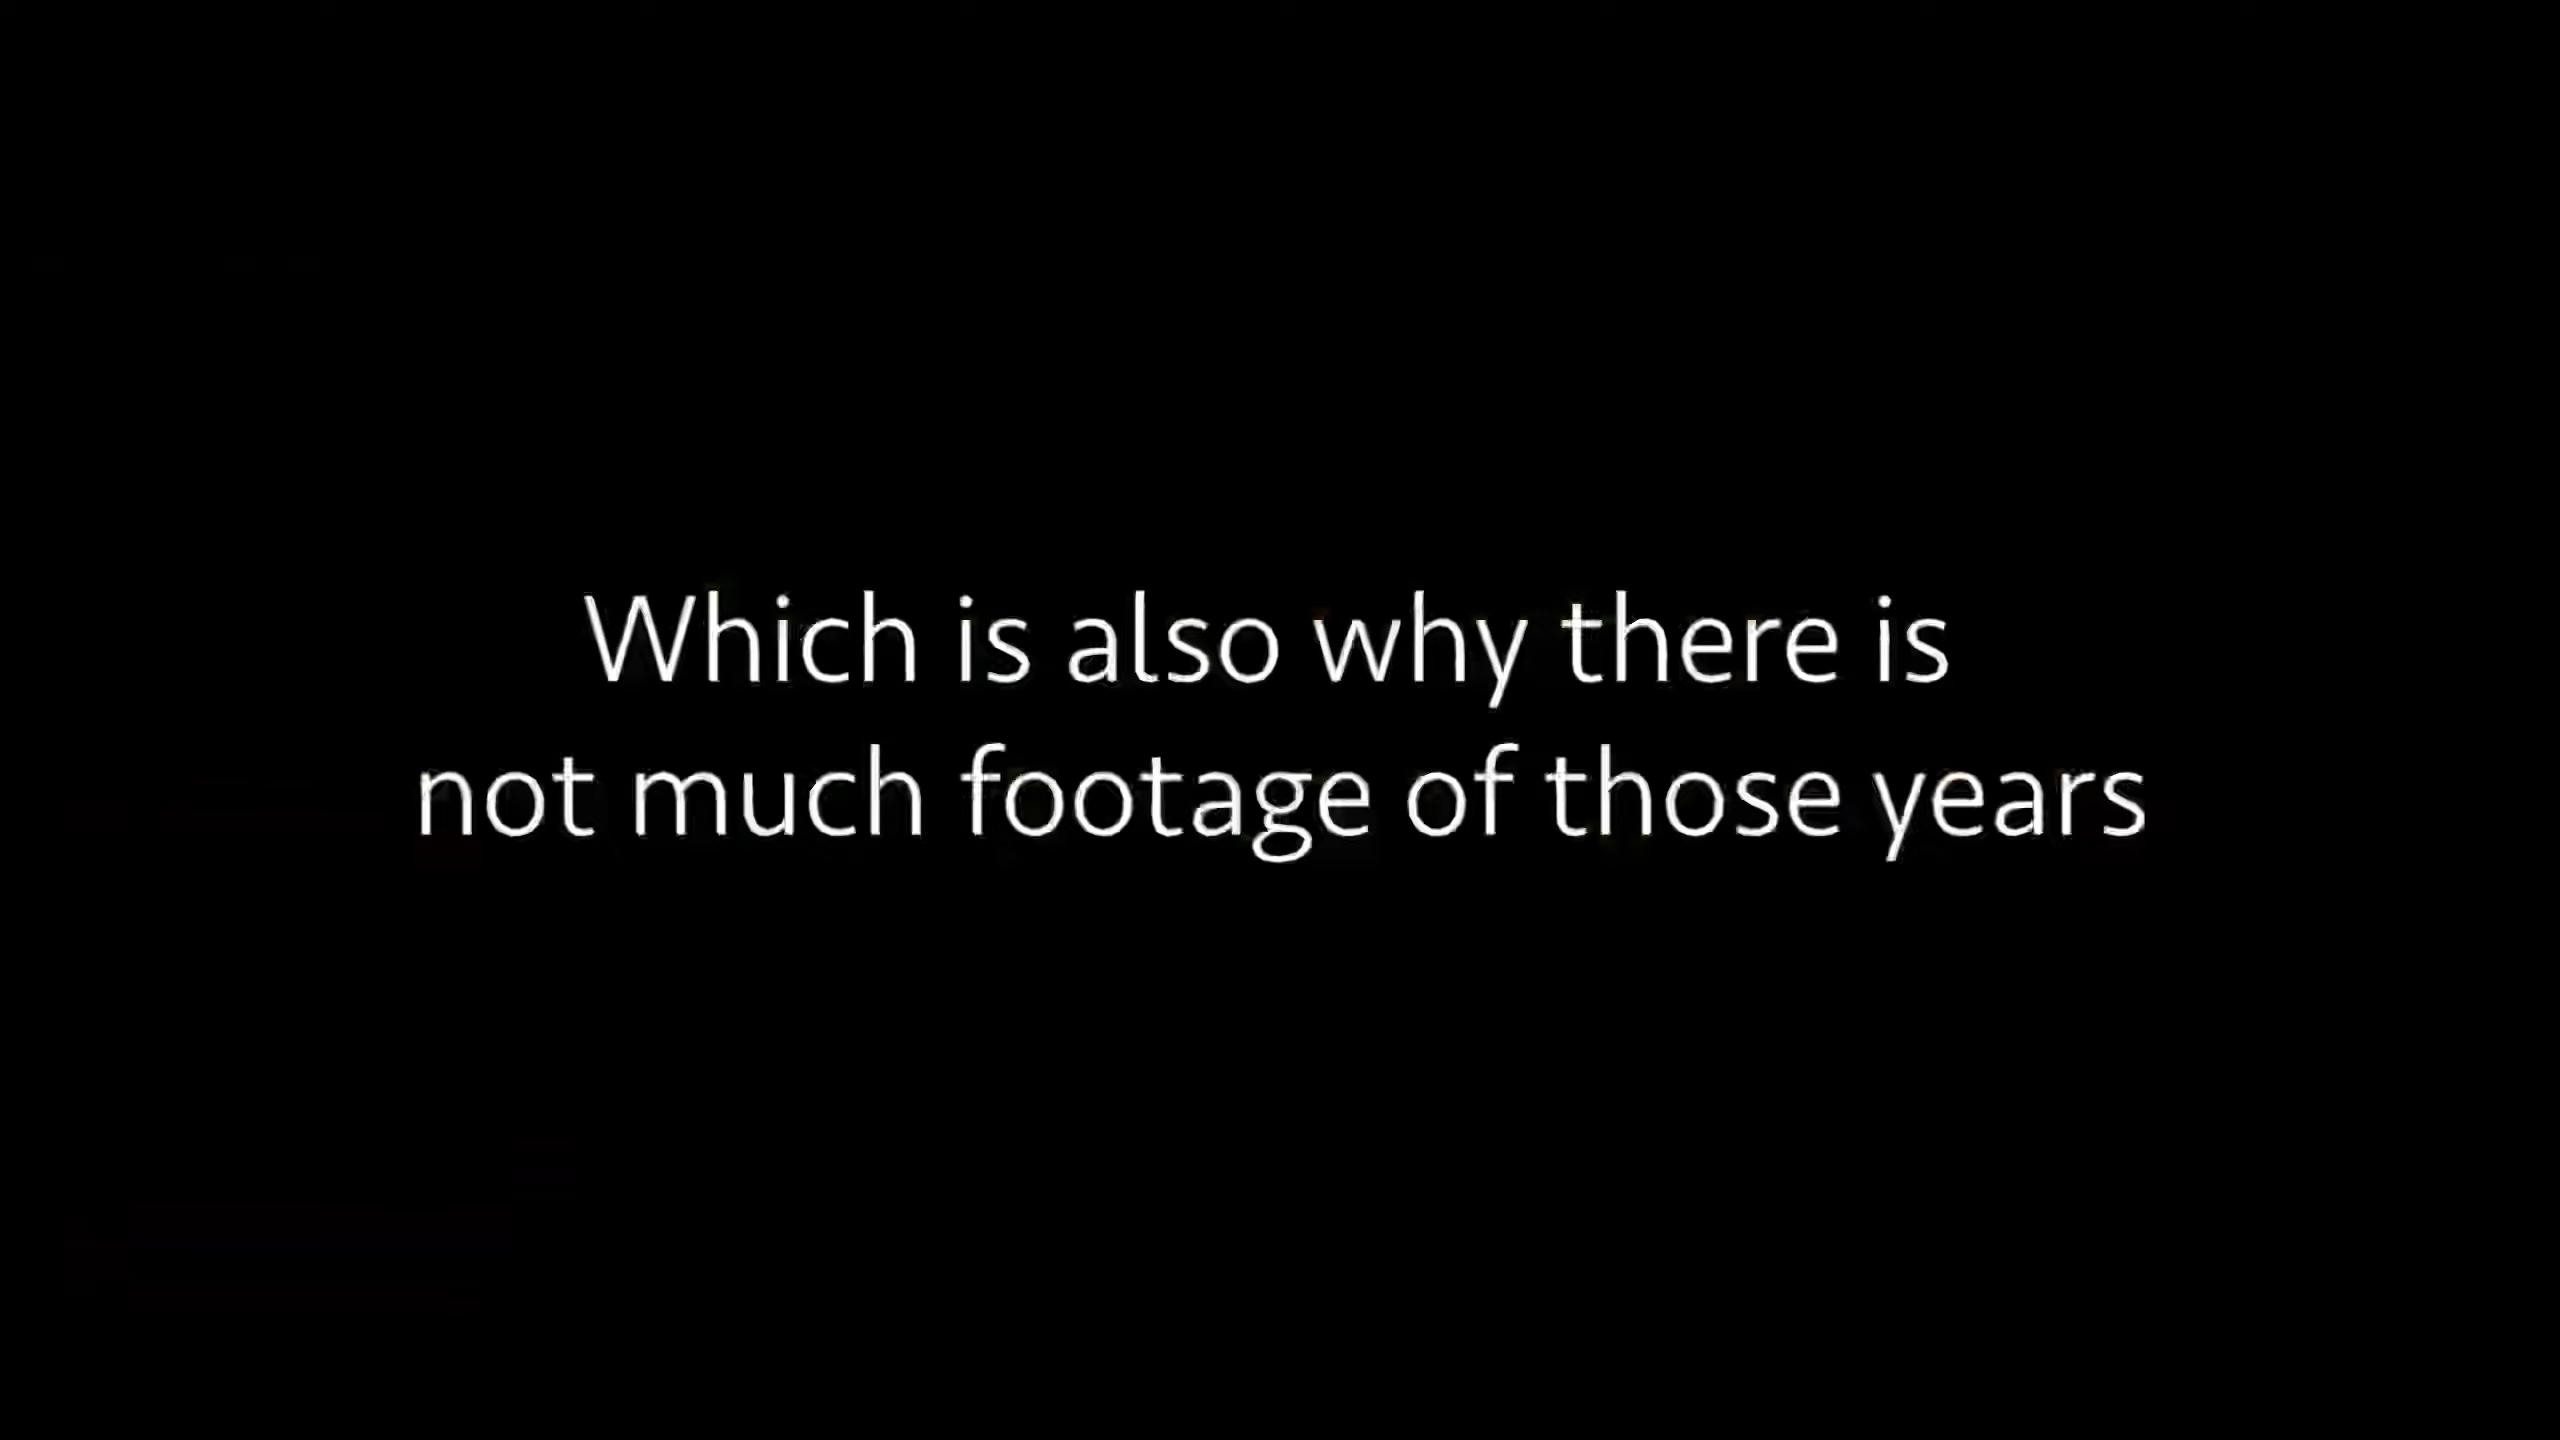 Which is also why there is
not much footage of those years